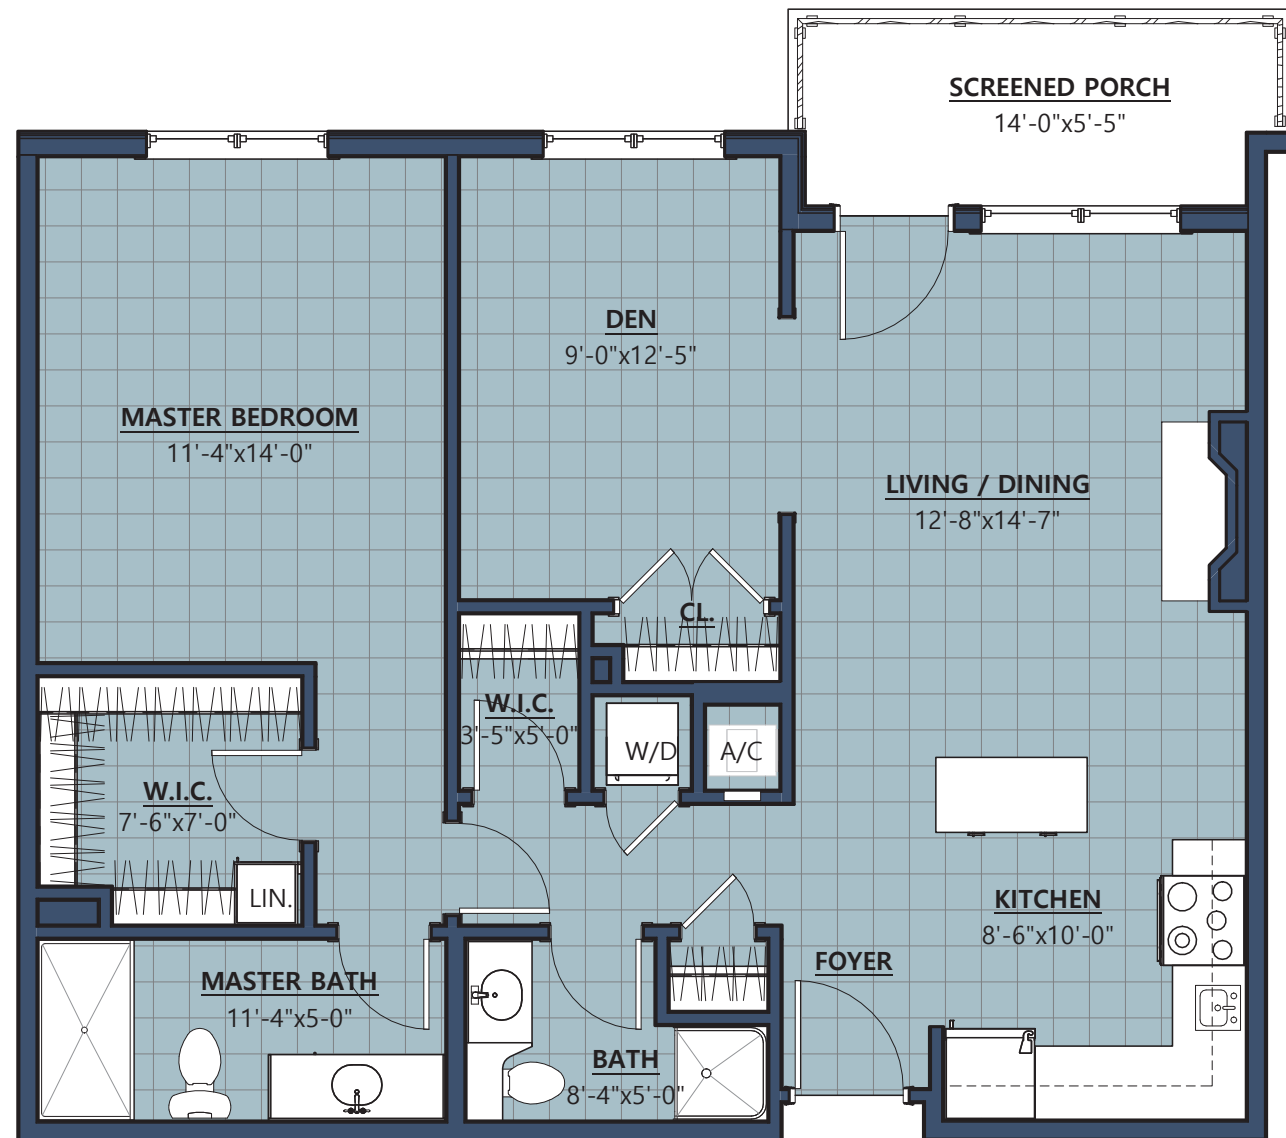 SCREENED PORCH
14'-0"x5'-5"
DEN
9'-0"x12'-5"
MASTER BEDROOM
11'-4"x14'-0"
LIVING / DINING
12'-8"x14'-7"
CL.
W.I.C.
3'-5"x5'-0"
W/D
A/C
W.I.C.
7'-6"x7'-0"
LIN.
KITCHEN
8'-6"x10'-0"
FOYER
MASTER BATH
11'-4"x5-0"
BATH
8'-4"x5'-0"